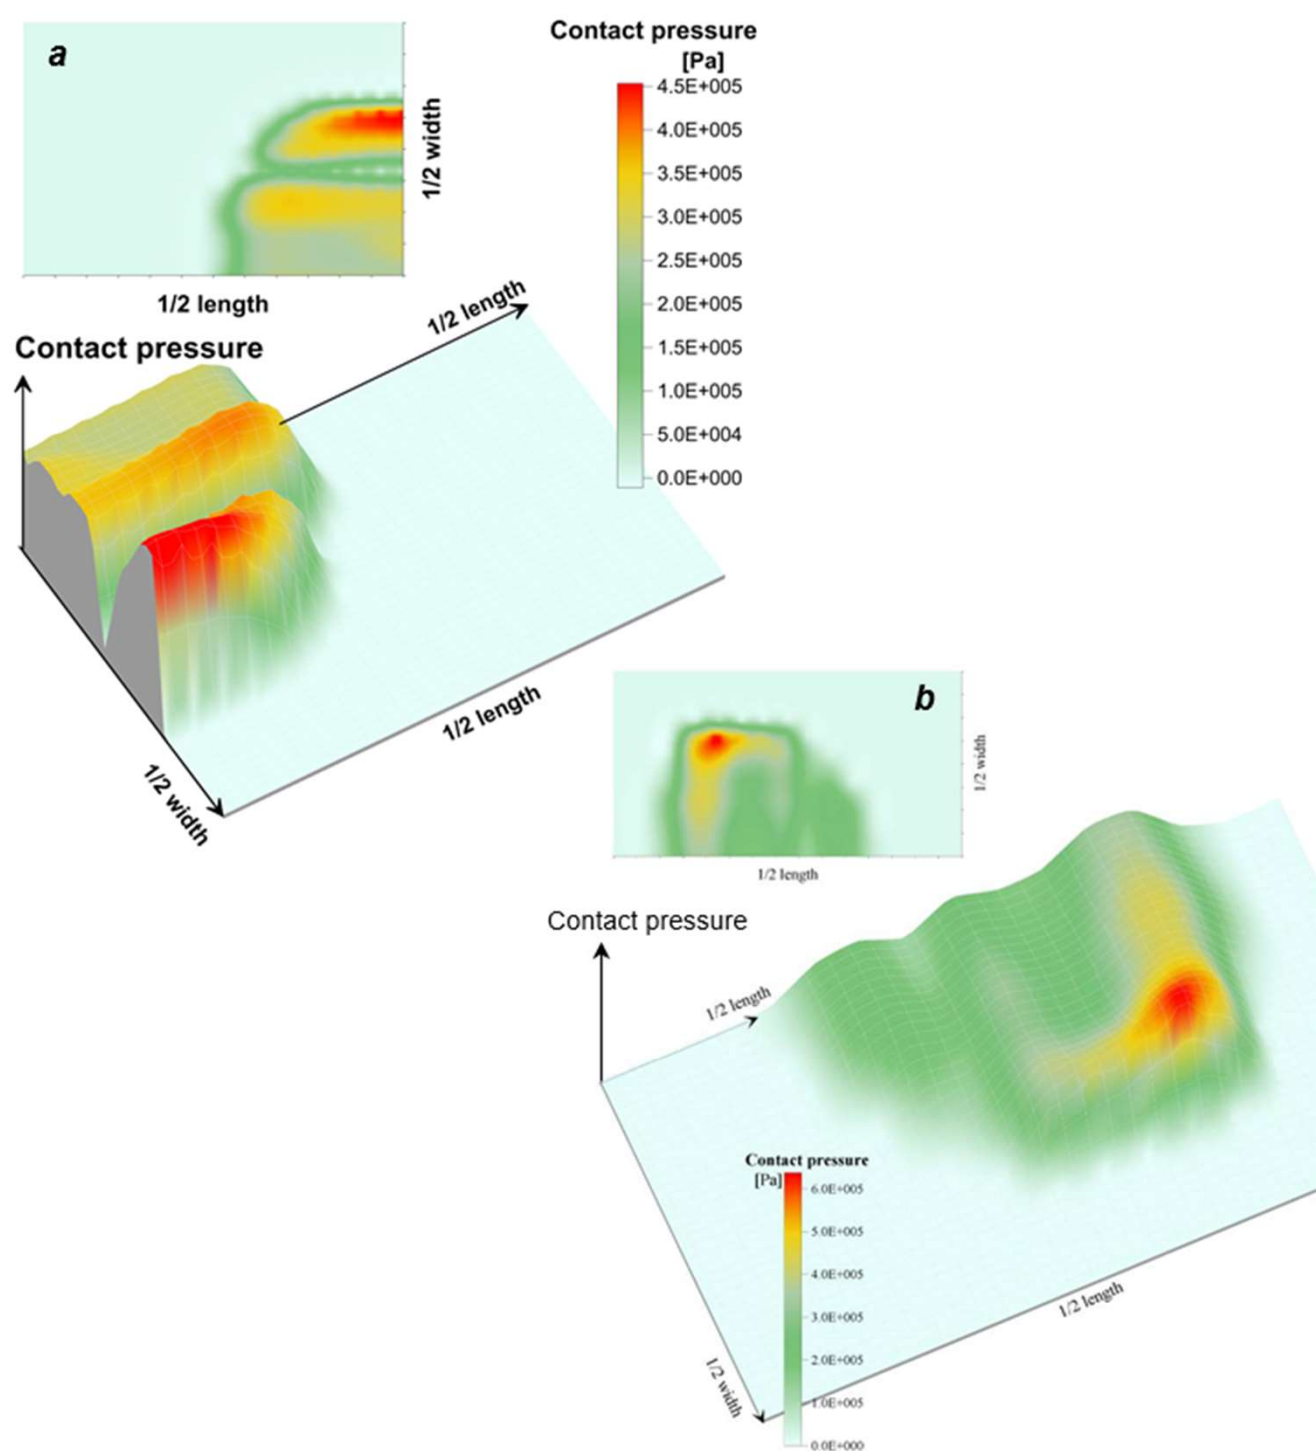 a
1/2 width
1/2 length
Contact pressure
[Pa]
4.5E+005
4.0E+005
3.5E+005
3.0E+005
2.5E+005
2.0E+005
1.5E+005
1.0E+005
5.0E+004
0.0E+000
Contact pressure
1/2 length
1/2 length
1/2 width
b
1/2 width
1/2 length
Contact pressure
1/2 length
Contact pressure
[Pa]
6.0E+005
5.0E+005
4.0E+005
3.0E+005
2.0E+005
1.0E+005
0.0E+000
1/2 length
1/2 width